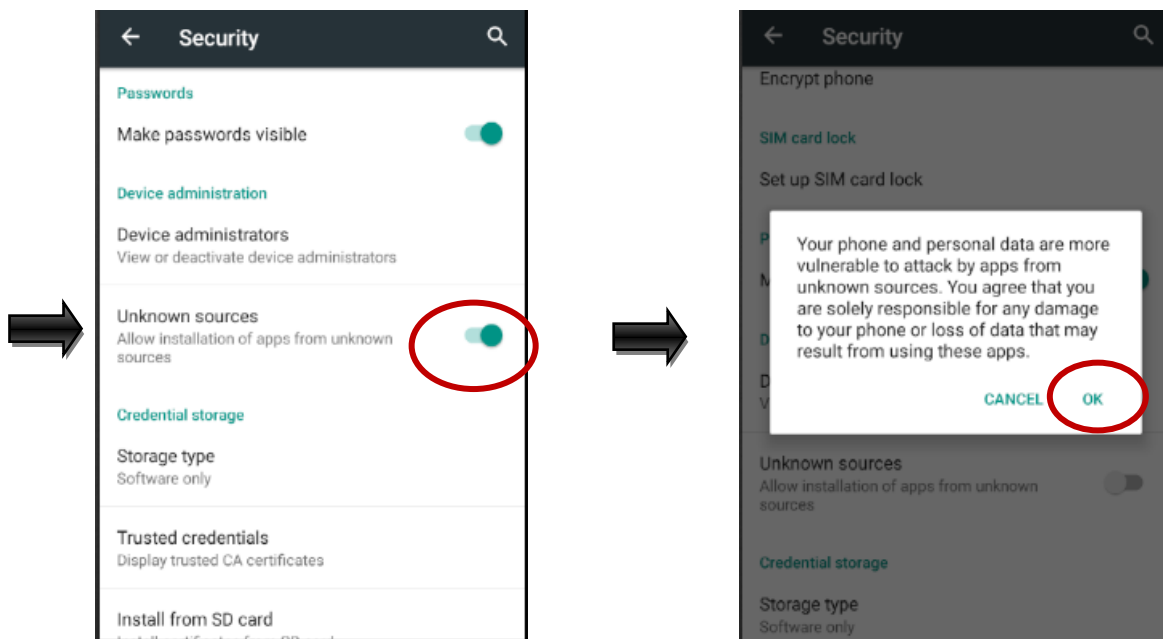 Security
Passwords
Make passwords visible
Device administration
Device administrators
View or deactivate device administrators
Unknown sources
Allow installation of apps from unknown
sources
Credential storage
Storage type
Software only
Trusted credentials
Display trusted CA certificates
Install from SD card
Security
Encrypt phone
SIM card lock
Set up SIM card lock
P
Your phone and personal data are more
vulnerable to attack by apps from
M
unknown sources. You agree that you
are solely responsible for any damage
to your phone or loss of data that may
D
result from using these apps.
D
V
CANCEL OK
Unknown sources
Allow installation of apps from unknown
sources
Credential storage
Storage type
Software only